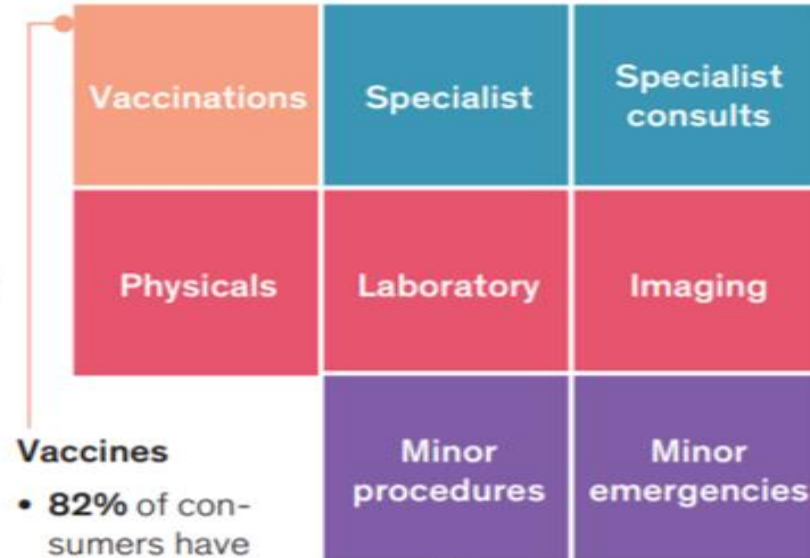 Vaccinations
Specialist
Specialist
consults
Physicals
Laboratory
Imaging
Vaccines
• 82% of con-
sumers have
Minor
procedures
Minor
emergencies